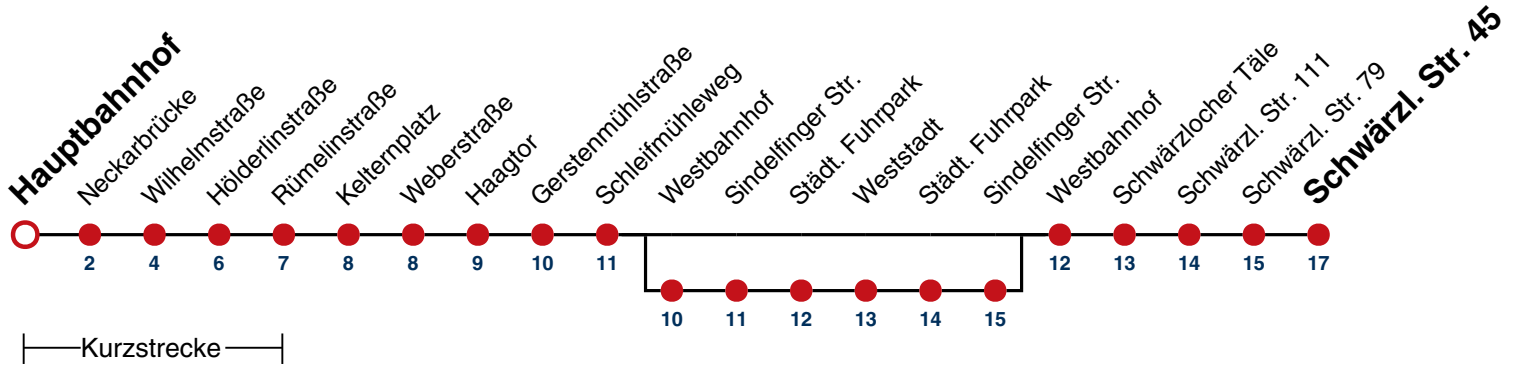 Hauptbahnhof
Neckarbrücke
Wilhelmstraße
Hölderlinstraße
Rümelinstraße
Kelternplatz
Weberstraße
Haagtor
Gerstenmühlstraße
Schleifmühleweg
Westbahnhof
Sindelfinger Str.
Städt. Fuhrpark
Weststadt
Städt. Fuhrpark
Sindelfinger Str.
Westbahnhof
Schwärzlocher Täle
Schwärzl. Str. 111
Schwärzl. Str. 79
Schwärzl. Str. 45
2 4 6 7 8 8 9 10 11 12 13 14 15 17
10 11 12 13 14 15
Kurzstrecke